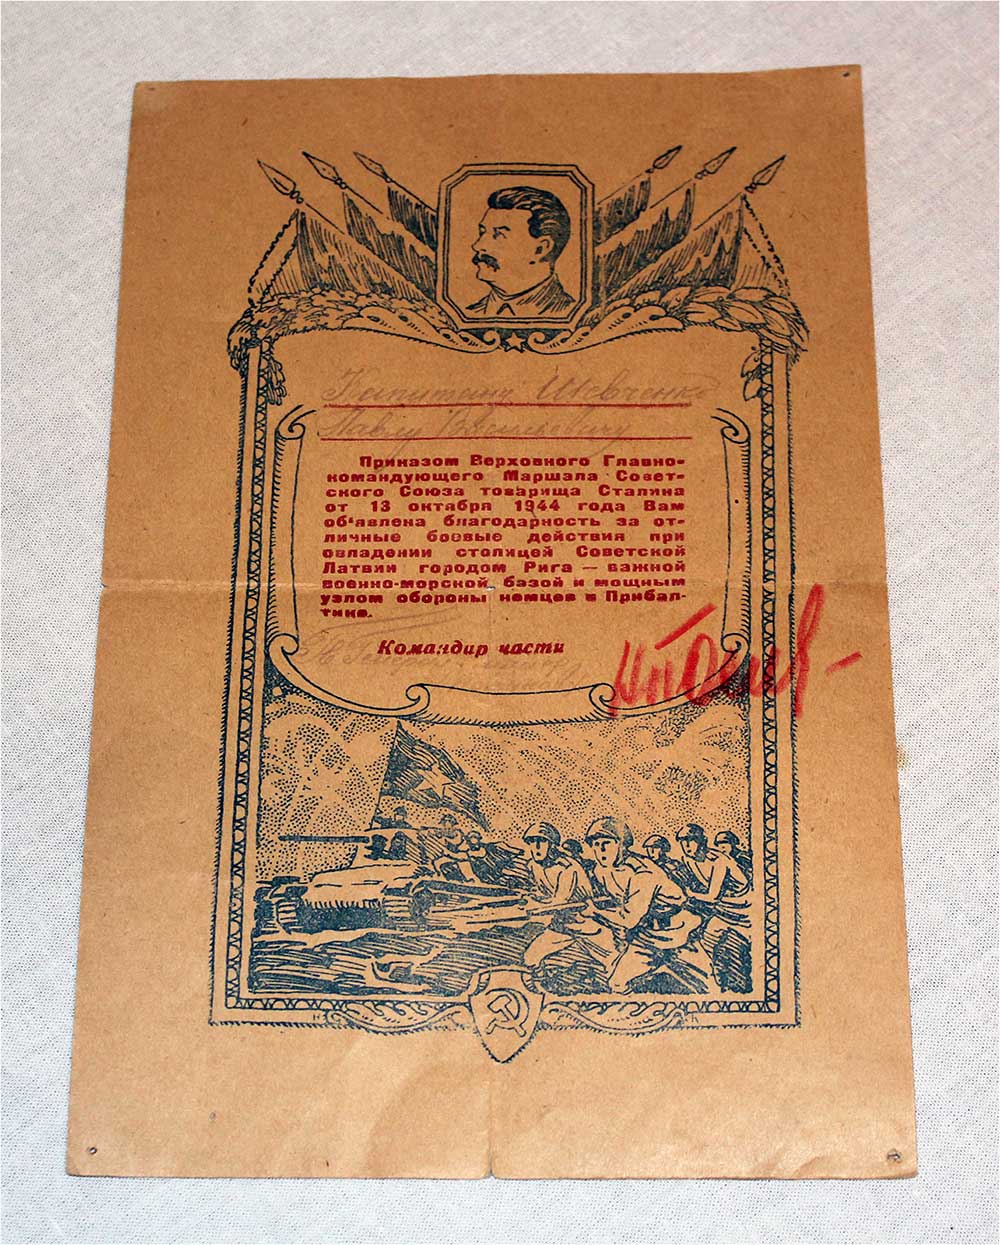 Капитану Шевченко
Павлу Васильевичу
Приказом Верховного Главно-
командующего Маршала Совет-
ского Союза товарища Сталина
от 13 октября 1944 года Вам
об'явлена благодарность за от-
личные боевые действия при
овладении столицей Советской
Латвии городом Рига — важной
военно-морской базой и мощным
узлом обороны немцев в Прибал-
тике.
Командир части